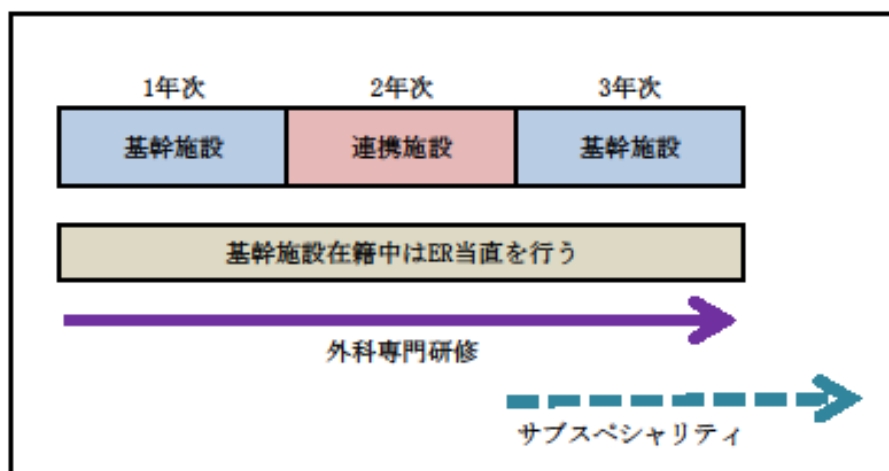 1年次 2年次 3年次
基幹施設 連携施設 基幹施設
基幹施設在籍中はER当直を行う
外科専門研修
サブスペシャリティ